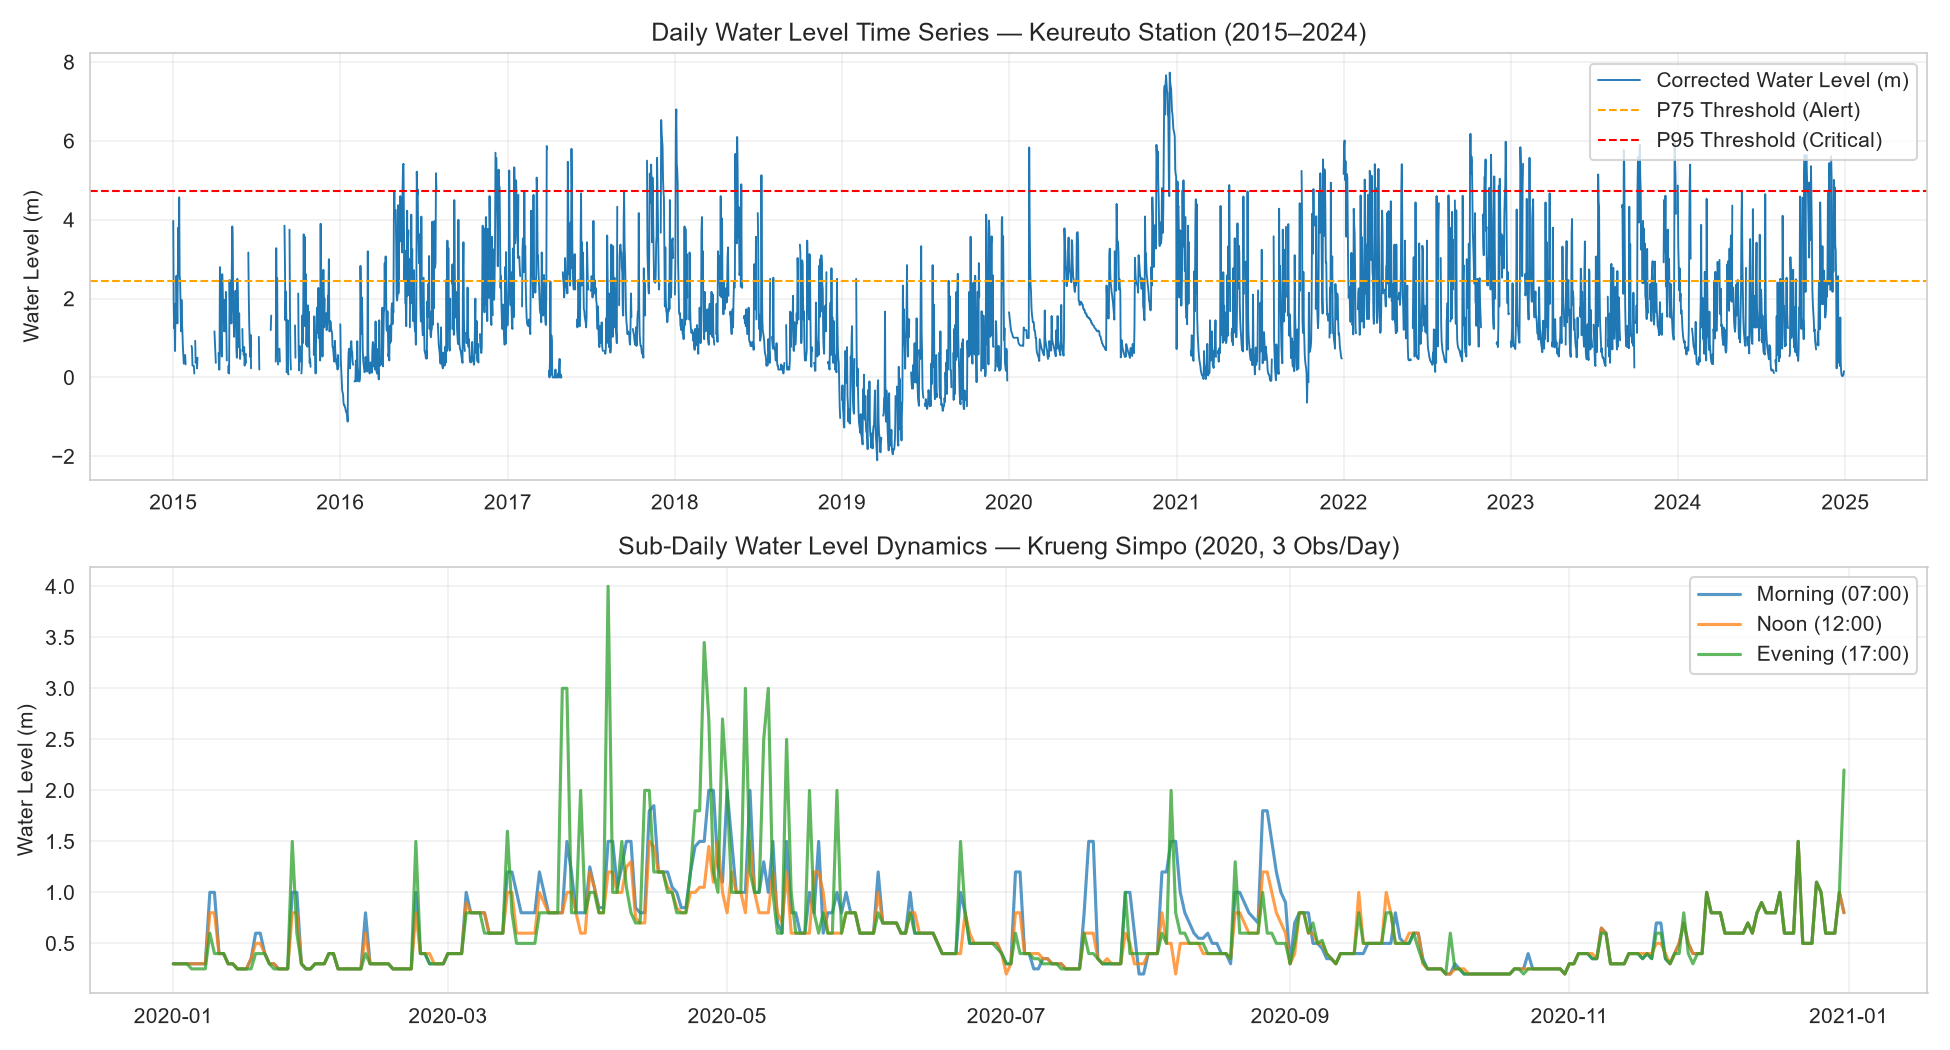 Daily Water Level Time Series — Keureuto Station (2015–2024)
Water Level (m)
8
6
4
2
0
−2
Corrected Water Level (m)
P75 Threshold (Alert)
P95 Threshold (Critical)
2015 2016 2017 2018 2019 2020 2021 2022 2023 2024 2025
Sub-Daily Water Level Dynamics — Krueng Simpo (2020, 3 Obs/Day)
Water Level (m)
4.0
3.5
3.0
2.5
2.0
1.5
1.0
0.5
Morning (07:00)
Noon (12:00)
Evening (17:00)
2020-01 2020-03 2020-05 2020-07 2020-09 2020-11 2021-01